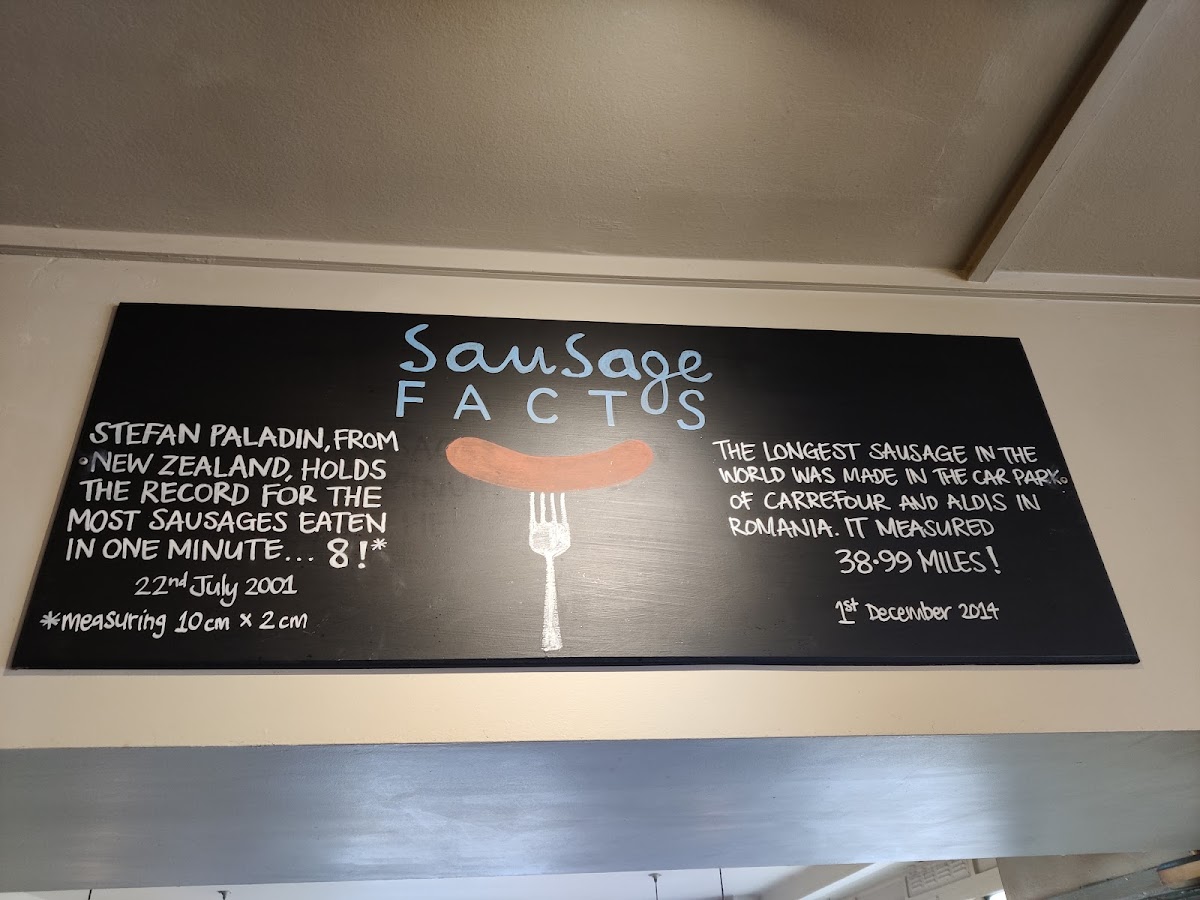 Sausage
FACTS
STEFAN PALADIN, FROM
NEW ZEALAND, HOLDS
THE RECORD FOR THE
MOST SAUSAGES EATEN
IN ONE MINUTE... 8!*
22nd July 2001
*measuring 10cm x 2cm
THE LONGEST SAUSAGE IN THE
WORLD WAS MADE IN THE CAR PARK
OF CARREFOUR AND ALDIS IN
ROMANIA. IT MEASURED
38.99 MILES!
1st December 2014